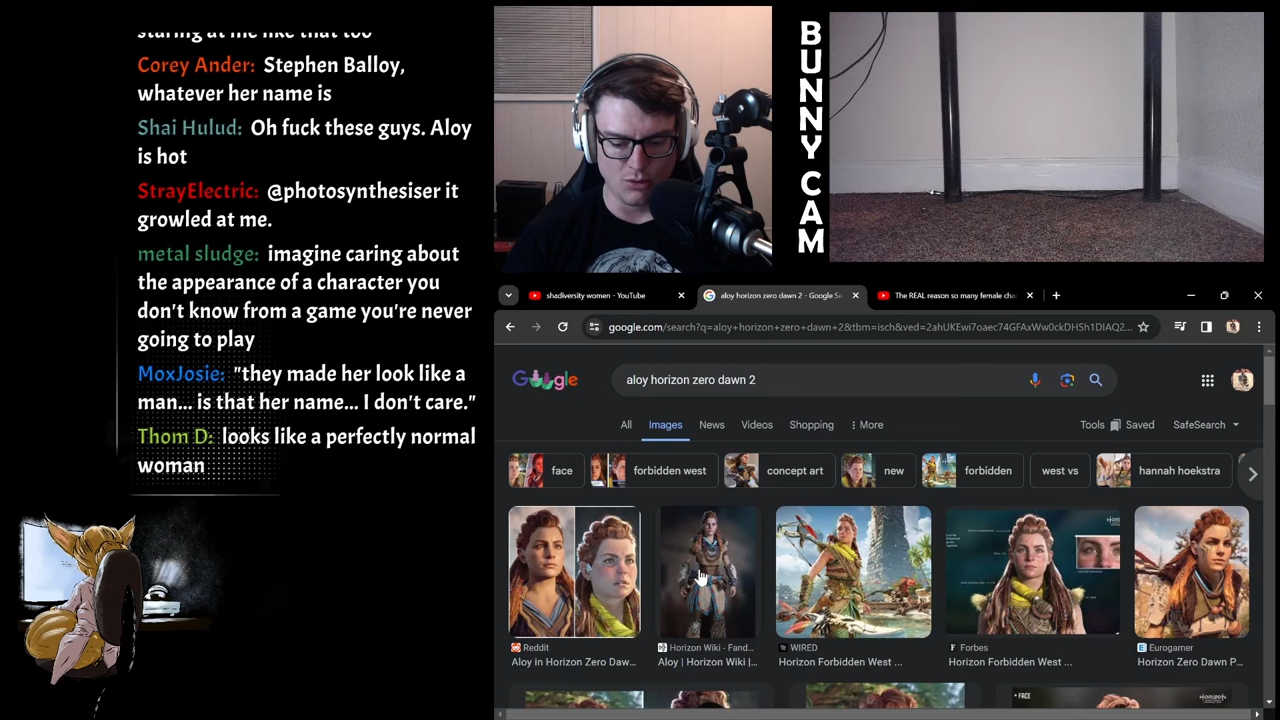 staring at me like that too
Corey Ander: Stephen Balloy,
whatever her name is
Shai Hulud: Oh fuck these guys. Aloy
is hot
StrayElectric: @photosynthesiser it
growled at me.
metal sludge: imagine caring about
the appearance of a character you
don't know from a game you're never
going to play
MoxJosie: "they made her look like a
man... is that her name... I don't care."
Thom D: looks like a perfectly normal
woman
BUNNY CAM
shadiversity women - YouTube
aloy horizon zero dawn 2 - Google Se
The REAL reason so many female cha
google.com/search?q=aloy+horizon+zero+dawn+2&tbm=isch&ved=2ahUKEwi7oaec74GFAxWw0ckDHSh1DIAQ2...
Google
aloy horizon zero dawn 2
All Images News Videos Shopping More Tools Saved SafeSearch
face forbidden west concept art new forbidden west vs hannah hoekstra
Reddit
Aloy in Horizon Zero Daw...
Horizon Wiki - Fand...
Aloy | Horizon Wiki |...
WIRED
Horizon Forbidden West ...
Forbes
Horizon Forbidden West ...
Eurogamer
Horizon Zero Dawn P...
FACE